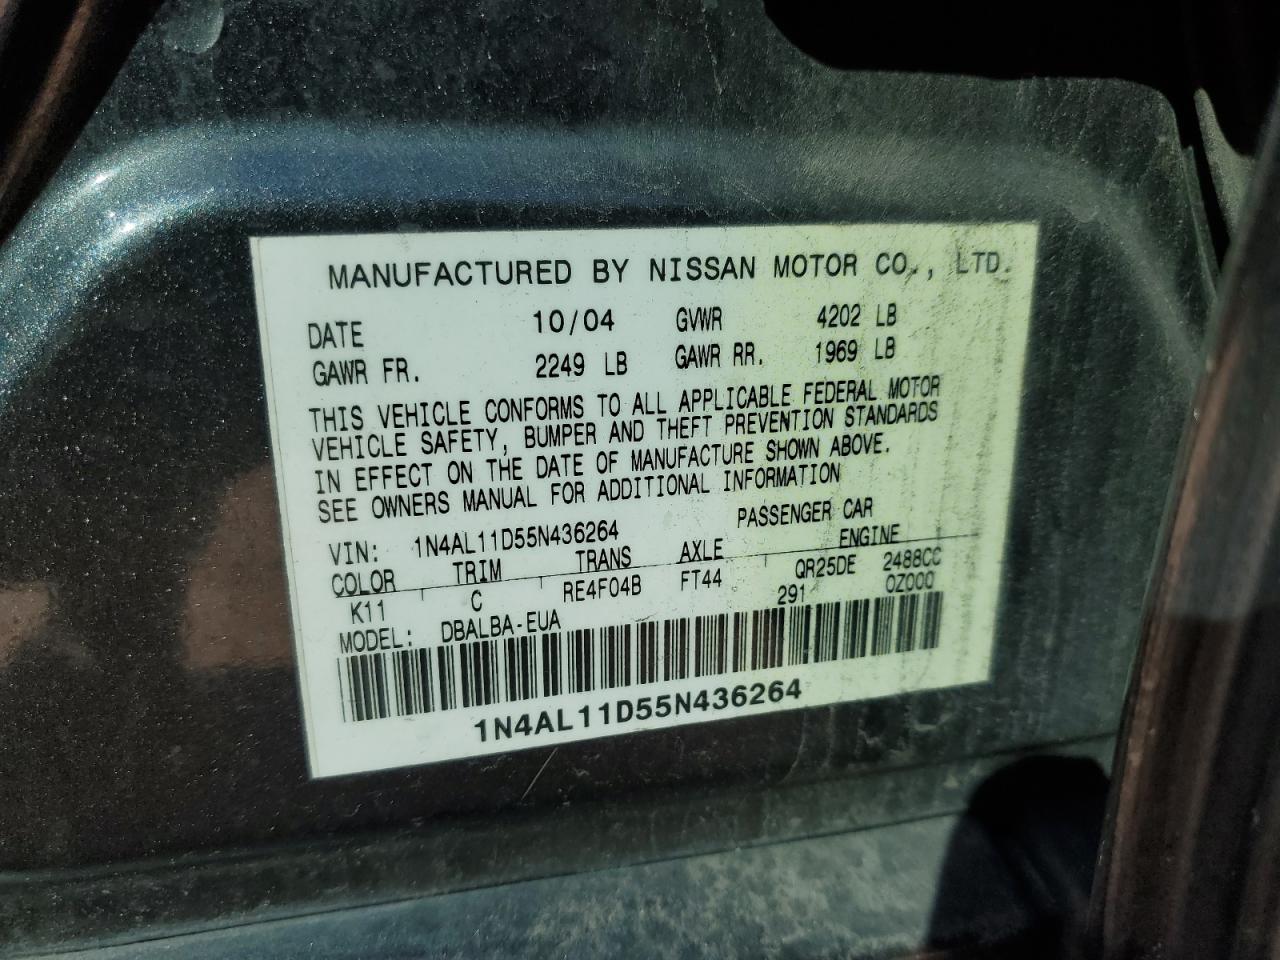 MANUFACTURED BY NISSAN MOTOR CO., LTD.
DATE 10/04 GVWR 4202 LB
GAWR FR. 2249 LB GAWR RR. 1969 LB
THIS VEHICLE CONFORMS TO ALL APPLICABLE FEDERAL MOTOR
VEHICLE SAFETY, BUMPER AND THEFT PREVENTION STANDARDS
IN EFFECT ON THE DATE OF MANUFACTURE SHOWN ABOVE.
SEE OWNERS MANUAL FOR ADDITIONAL INFORMATION
VIN: 1N4AL11D55N436264 PASSENGER CAR
COLOR TRIM TRANS AXLE ENGINE
K11 C RE4F04B FT44 QR25DE 2488CC
MODEL: DBALBA-EUA 291 0Z000
1N4AL11D55N436264